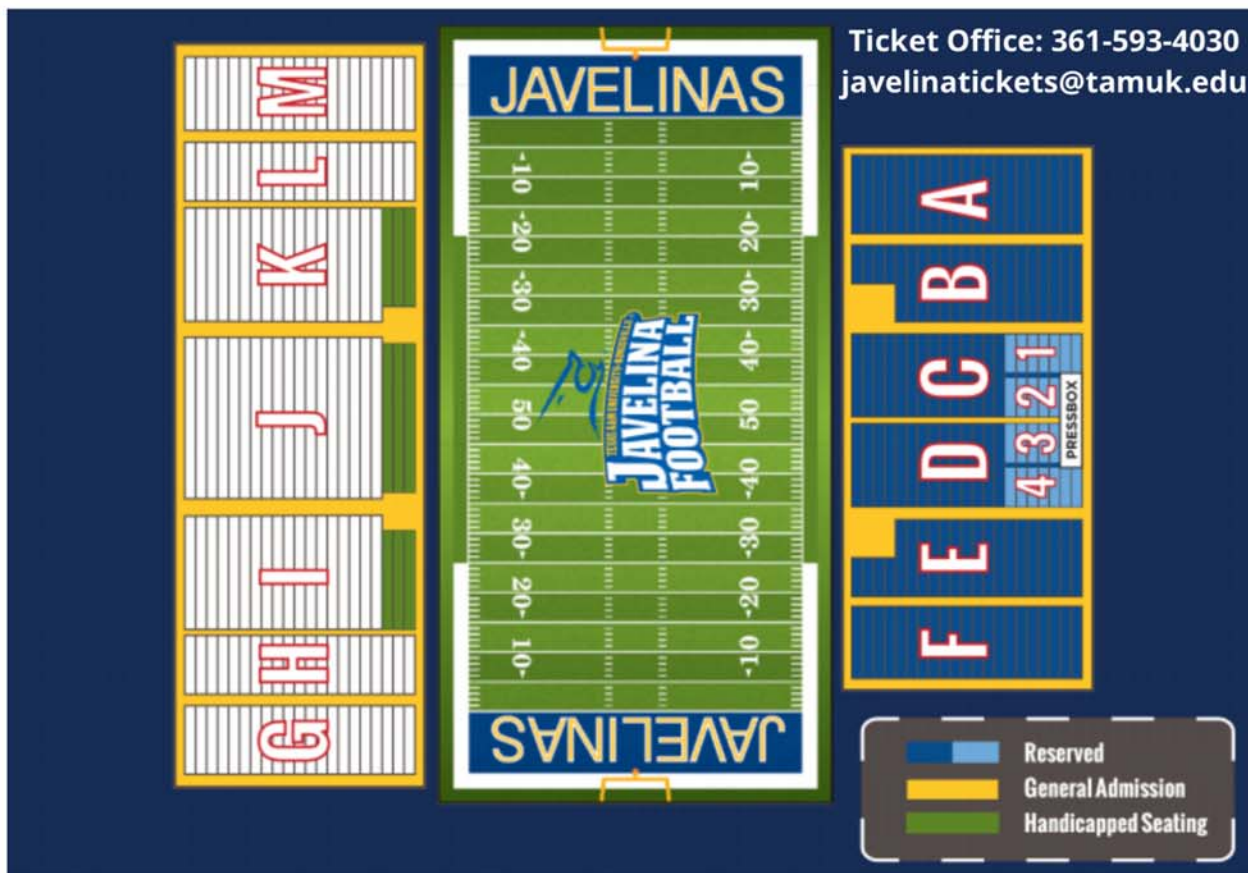 Ticket Office: 361-593-4030
javelinatickets@tamuk.edu
M
L
K
J
I
H
G
JAVELINAS
10 10
20 20
30 30
40 40
50 50
40 40
30 30
20 20
10 10
JAVELINAS
JAVELINA
FOOTBALL
A
B
C
D
E
F
1
2
3
4
PRESSBOX
Reserved
General Admission
Handicapped Seating